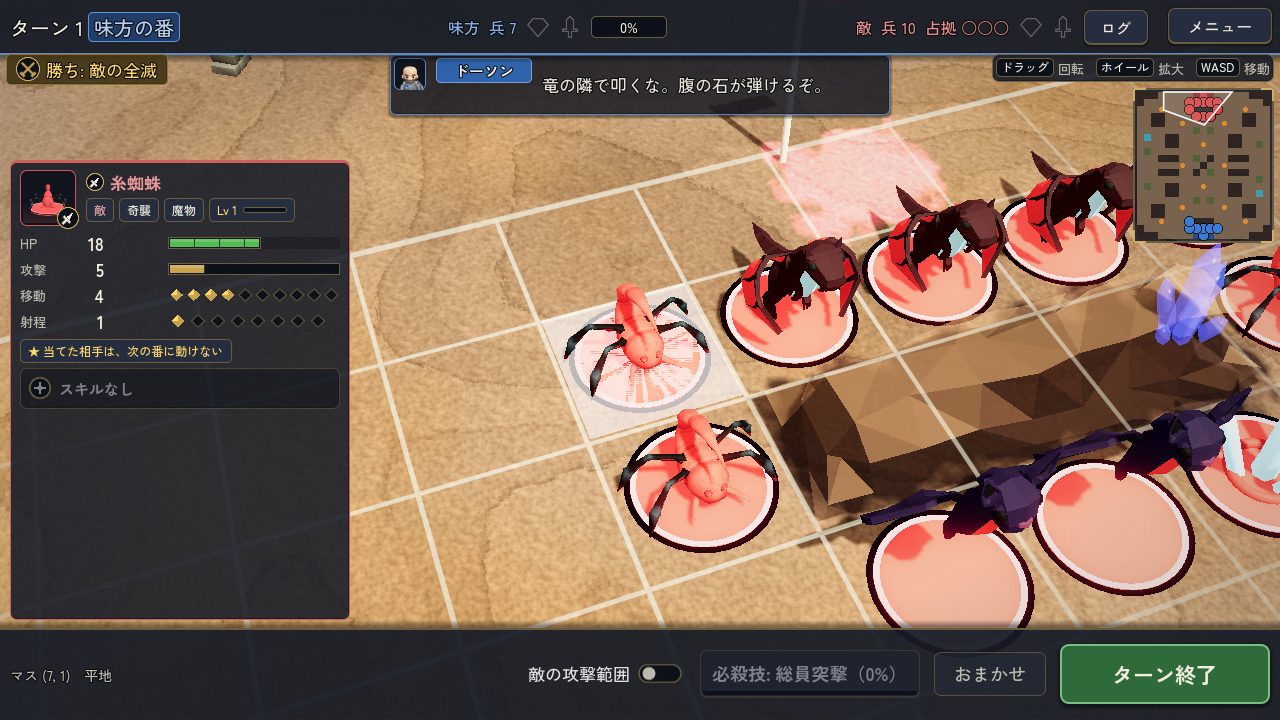 ターン 1 味方の番
味方 兵 7
0%
敵 兵 10 占拠 〇〇〇
ログ
メニュー
勝ち: 敵の全滅
ドーソン
竜の隣で叩くな。腹の石が弾けるぞ。
ドラッグ 回転 ホイール 拡大 WASD 移動
糸蜘蛛
敵 奇襲 魔物 Lv 1
HP 18
攻撃 5
移動 4
射程 1
★ 当てた相手は、次の番に動けない
スキルなし
マス (7, 1) 平地
敵の攻撃範囲
必殺技: 総員突撃 (0%)
おまかせ
ターン終了